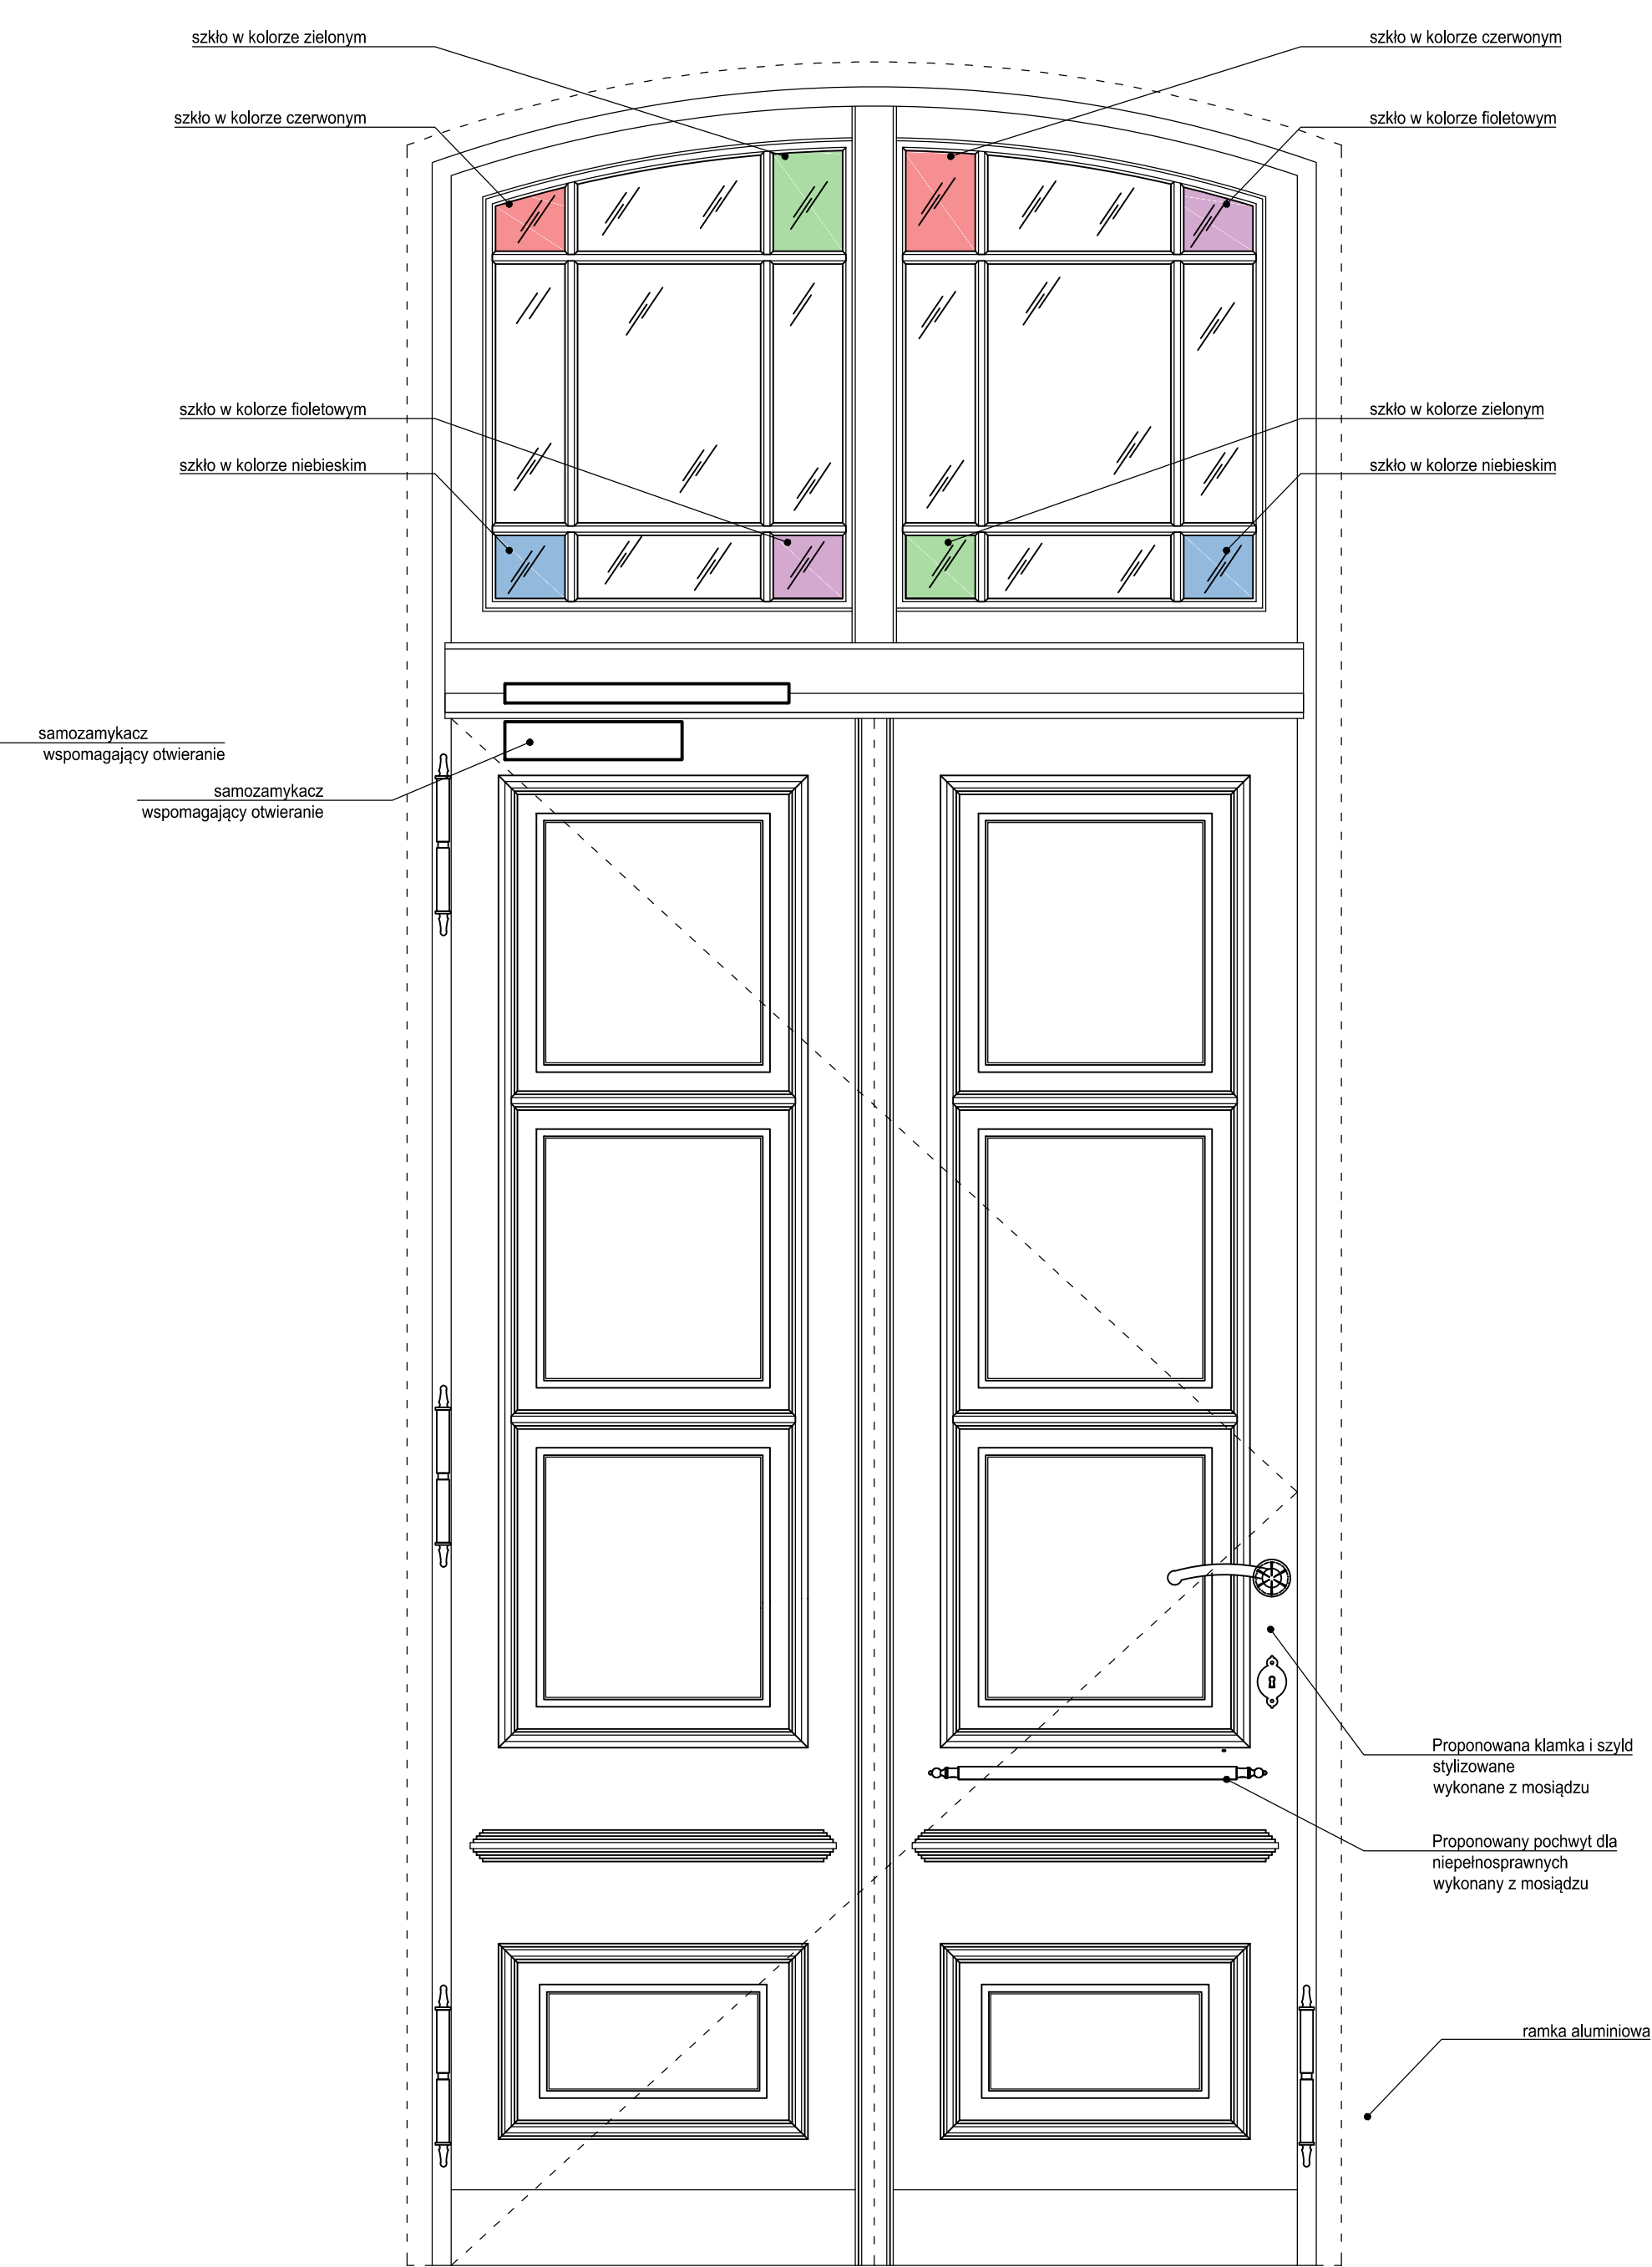 szkło w kolorze zielonym
szkło w kolorze czerwonym
szkło w kolorze czerwonym
szkło w kolorze fioletowym
szkło w kolorze fioletowym
szkło w kolorze zielonym
szkło w kolorze niebieskim
szkło w kolorze niebieskim
samozamykacz
wspomagający otwieranie
samozamykacz
wspomagający otwieranie
Proponowana klamka i szyld
stylizowane
wykonane z mosiądzu
Proponowany pochwyt dla
niepełnosprawnych
wykonany z mosiądzu
ramka aluminiowa